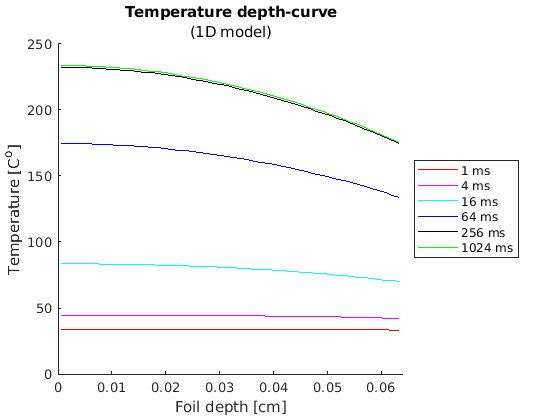 Temperature depth-curve
(1D model)
250
200
150
100
50
0
0
0.01
0.02
0.03
0.04
0.05
0.06
Temperature [C°]
Foil depth [cm]
1 ms
4 ms
16 ms
64 ms
256 ms
1024 ms